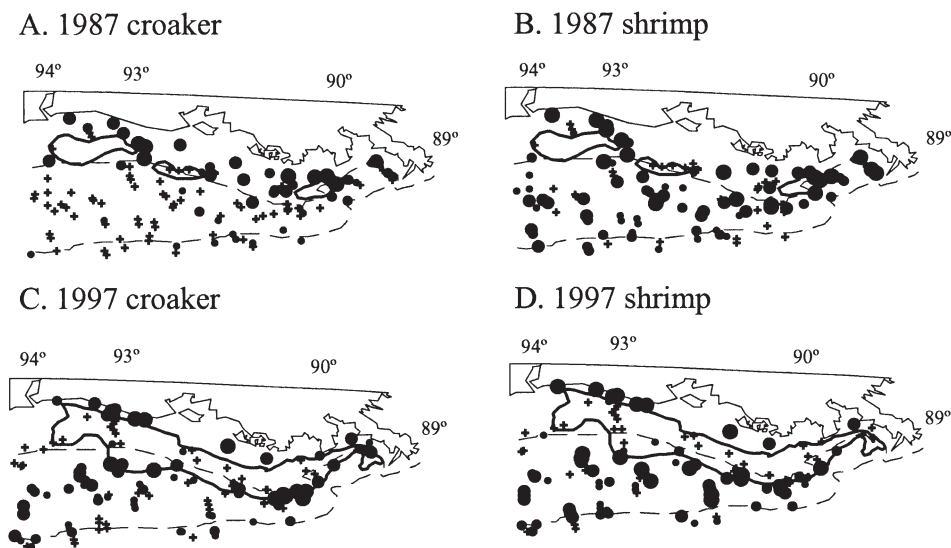 A. 1987 croaker
B. 1987 shrimp
94º 93º 90º
94º 93º 90º
89º
89º
C. 1997 croaker
D. 1997 shrimp
94º 93º 90º
94º 93º 90º
89º
89º